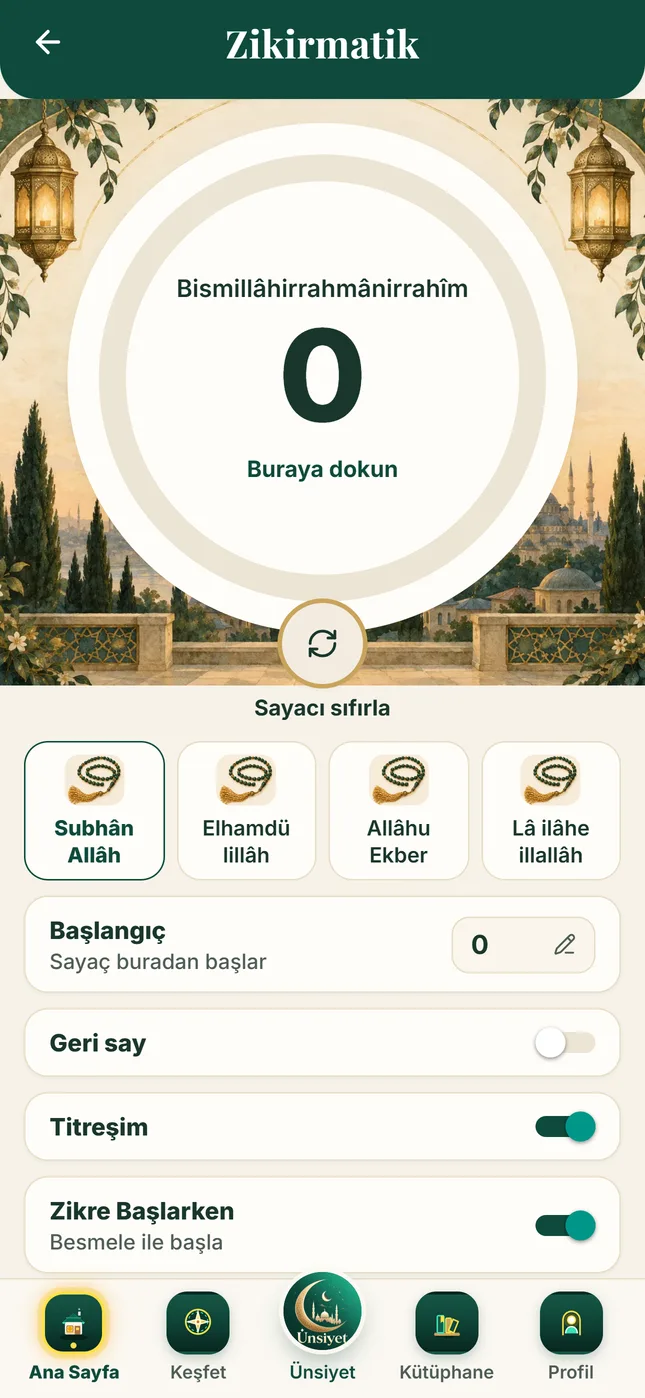 Zikirmatik
Bismillâhirrahmânirrahîm
0
Buraya dokun
Sayacı sıfırla
Subhân
Allâh
Elhamdü
lillâh
Allâhu
Ekber
Lâ ilâhe
illallâh
Başlangıç
Sayaç buradan başlar
0
Geri say
Titreşim
Zikre Başlarken
Besmele ile başla
Ünsiyet
Ana Sayfa
Keşfet
Ünsiyet
Kütüphane
Profil